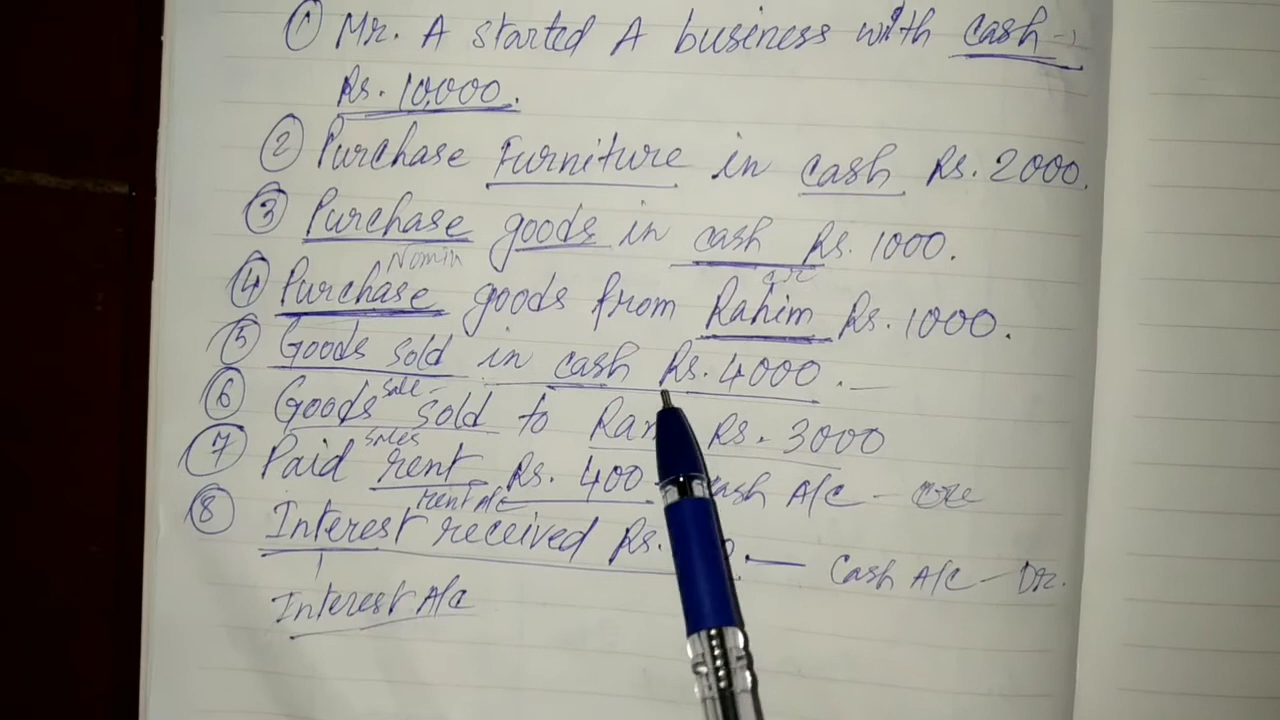 ① Mr. A started A business with cash
Rs. 10,000.
② Purchase Furniture in cash Rs. 2000.
③ Purchase goods in cash Rs. 1000.
Nomin
④ Purchase goods from Rahim Rs. 1000.
⑤ Goods sold in cash Rs. 4000.
Sale
⑥ Goods sold to Rs. 3000
Sales
⑦ Paid rent Rs. 400 Cash A/c -
Rent A/c
⑧ Interest received Rs. — Cash A/c - Dr.
Interest A/c